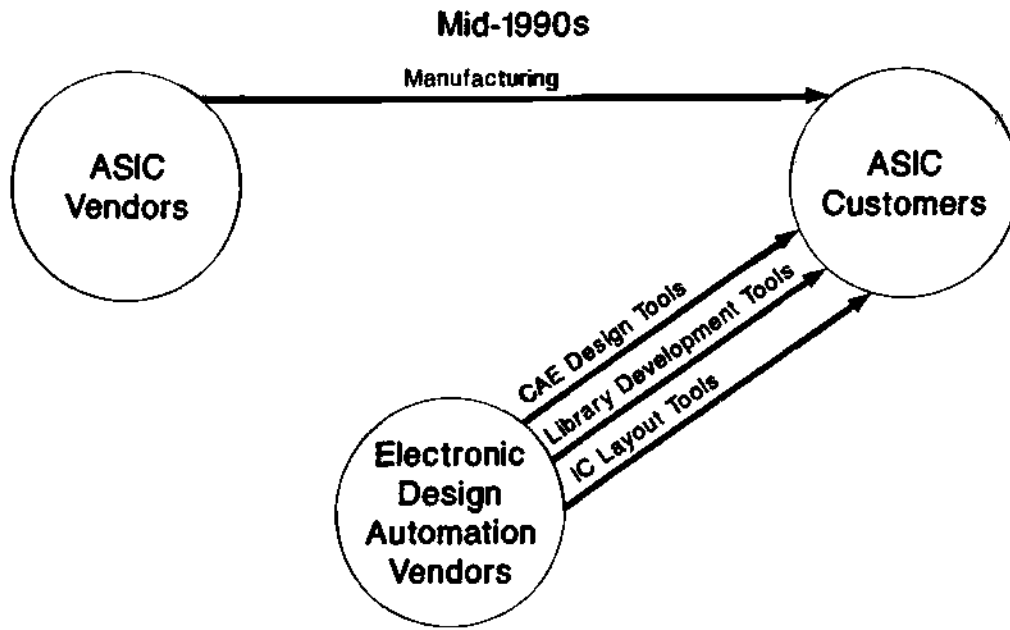 Mid-1990s
Manufacturing
ASIC
Vendors
ASIC
Customers
CAE Design Tools
Library Development Tools
IC Layout Tools
Electronic
Design
Automation
Vendors